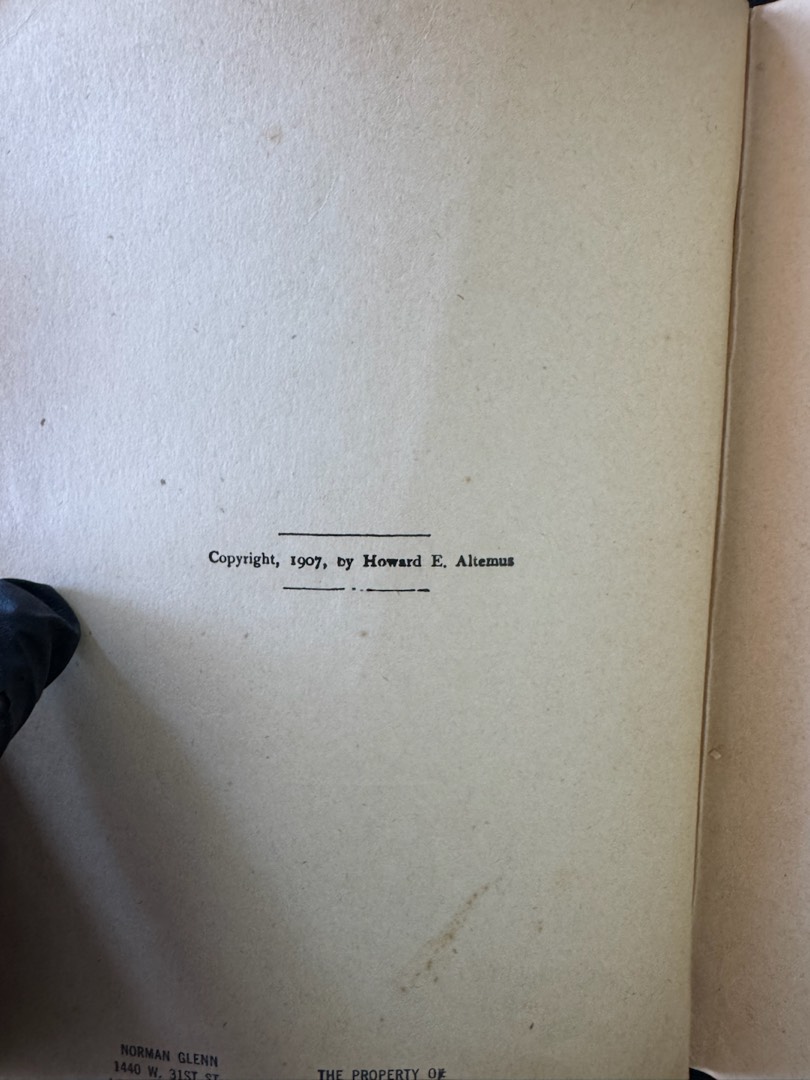 Copyright, 1907, by Howard E. Altemus
NORMAN GLENN
1440 W. 31ST ST
THE PROPERTY OF